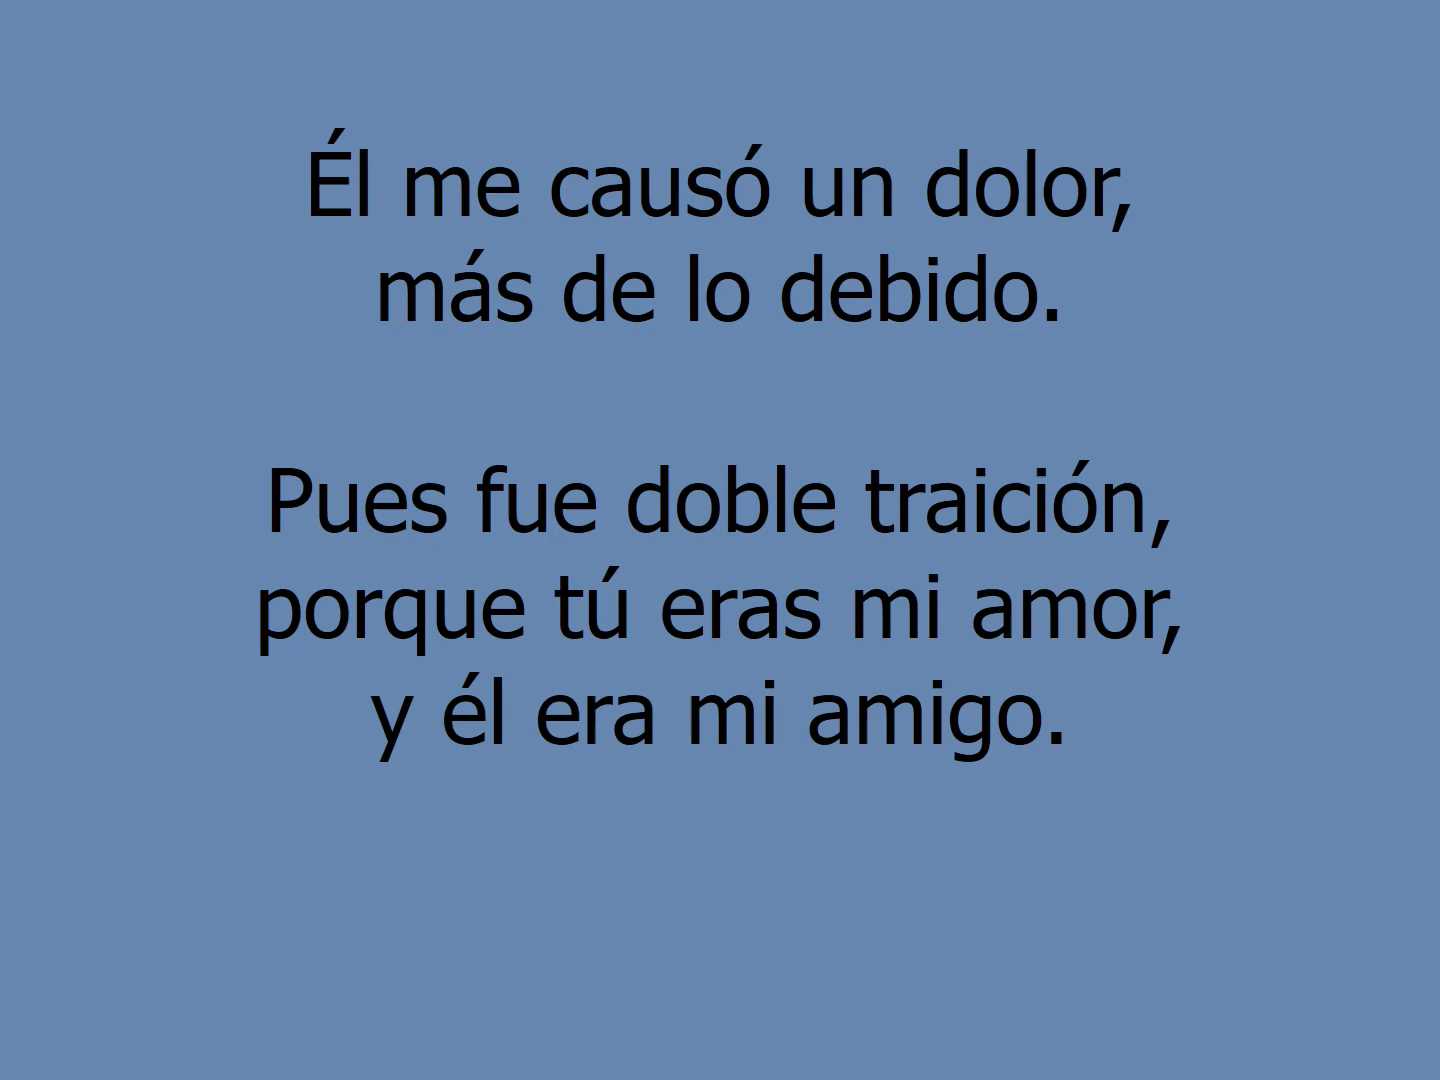 Él me causó un dolor,
más de lo debido.
Pues fue doble traición,
porque tú eras mi amor,
y él era mi amigo.